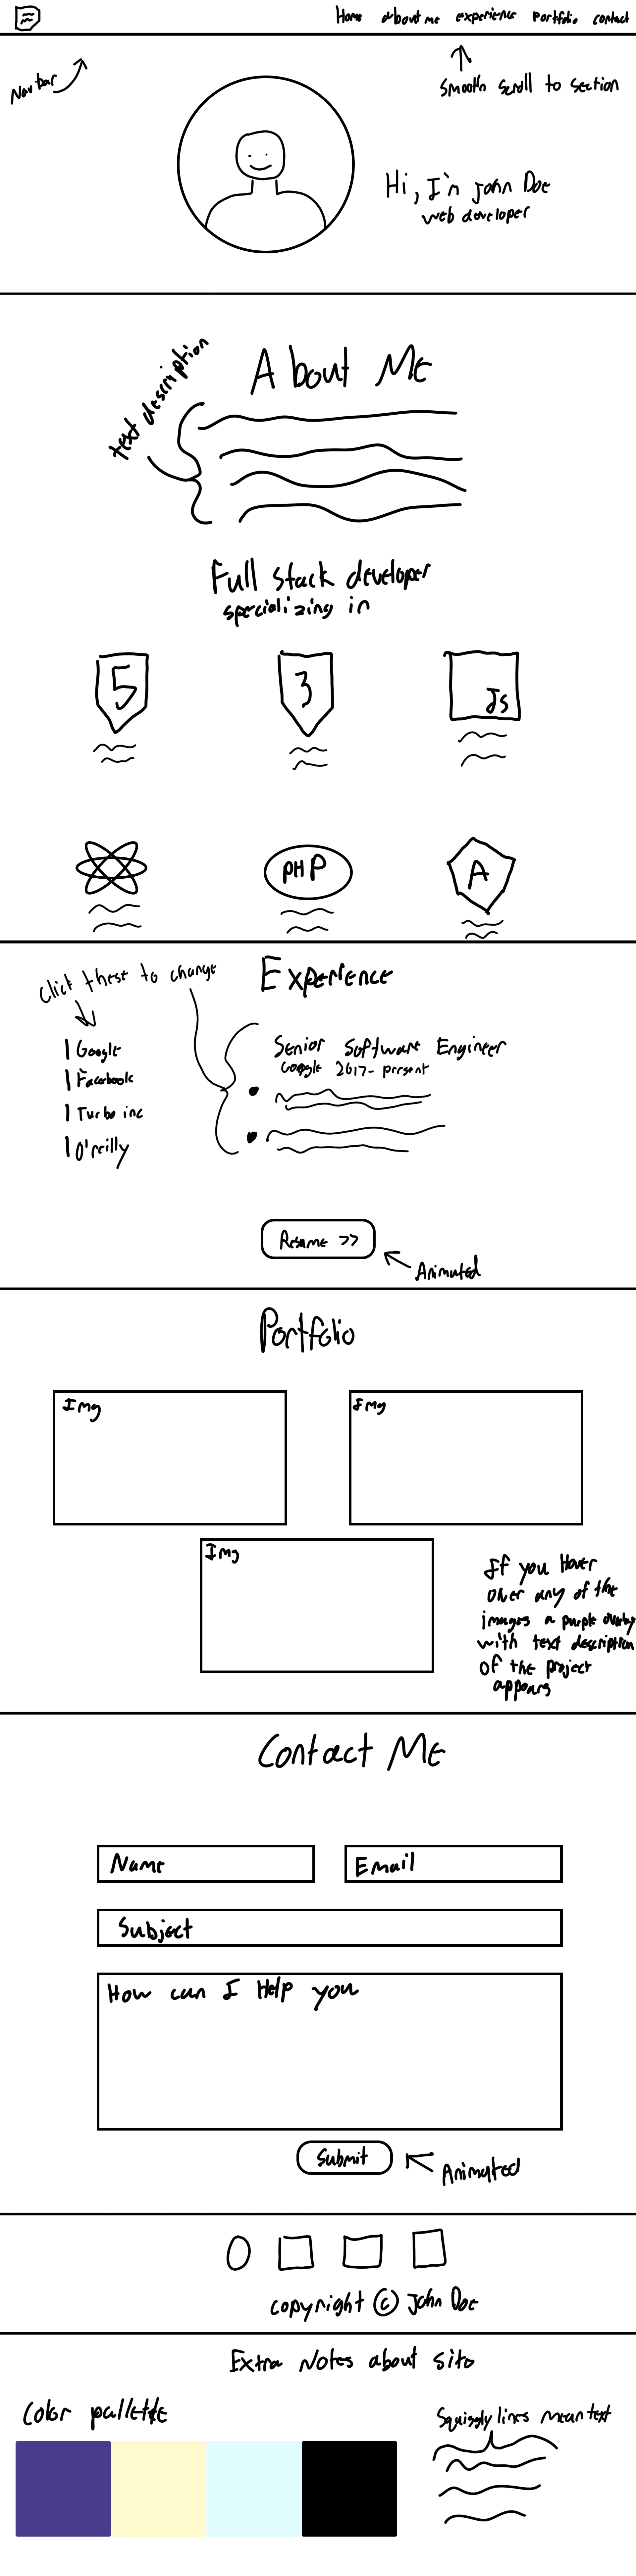 Home about me experience Portfolio contact
Nav bar
Smooth scroll to section
Hi, I'm John Doe
web developer
About Me
text description
Full stack developer
specializing in
5
3
Js
PHP
A
Experience
Click these to change
Google
Facebook
Turbo inc
O'reilly
Senior Software Engineer
Google 2017- present
Resume >>
Animated
Portfolio
Img
Img
Img
If you Hover
over any of the
images a purple overlay
with text description
of the project
appears
Contact Me
Name
Email
Subject
How can I Help you
Submit
Animated
copyright © John Doe
Extra Notes about site
Color pallette
Squiggly lines mean text